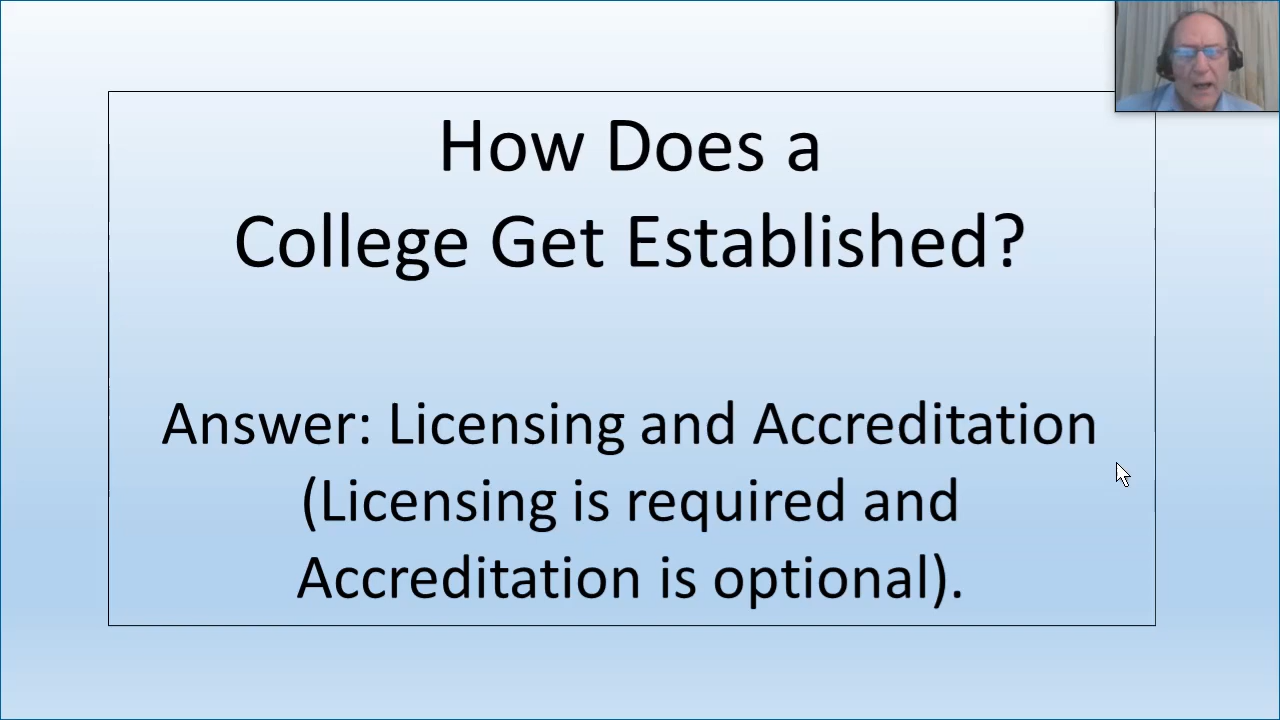 How Does a
College Get Established?
Answer: Licensing and Accreditation
(Licensing is required and
Accreditation is optional).